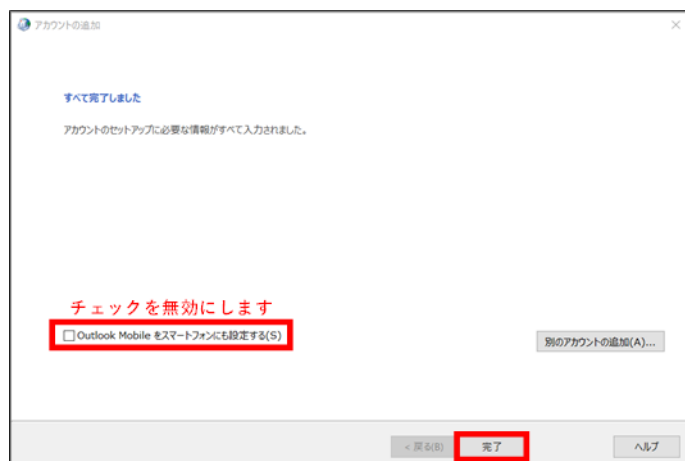 アカウントの追加
すべて完了しました
アカウントのセットアップに必要な情報がすべて入力されました。
チェックを無効にします
Outlook Mobile をスマートフォンにも設定する(S)
別のアカウントの追加(A)...
< 戻る(B)
完了
ヘルプ